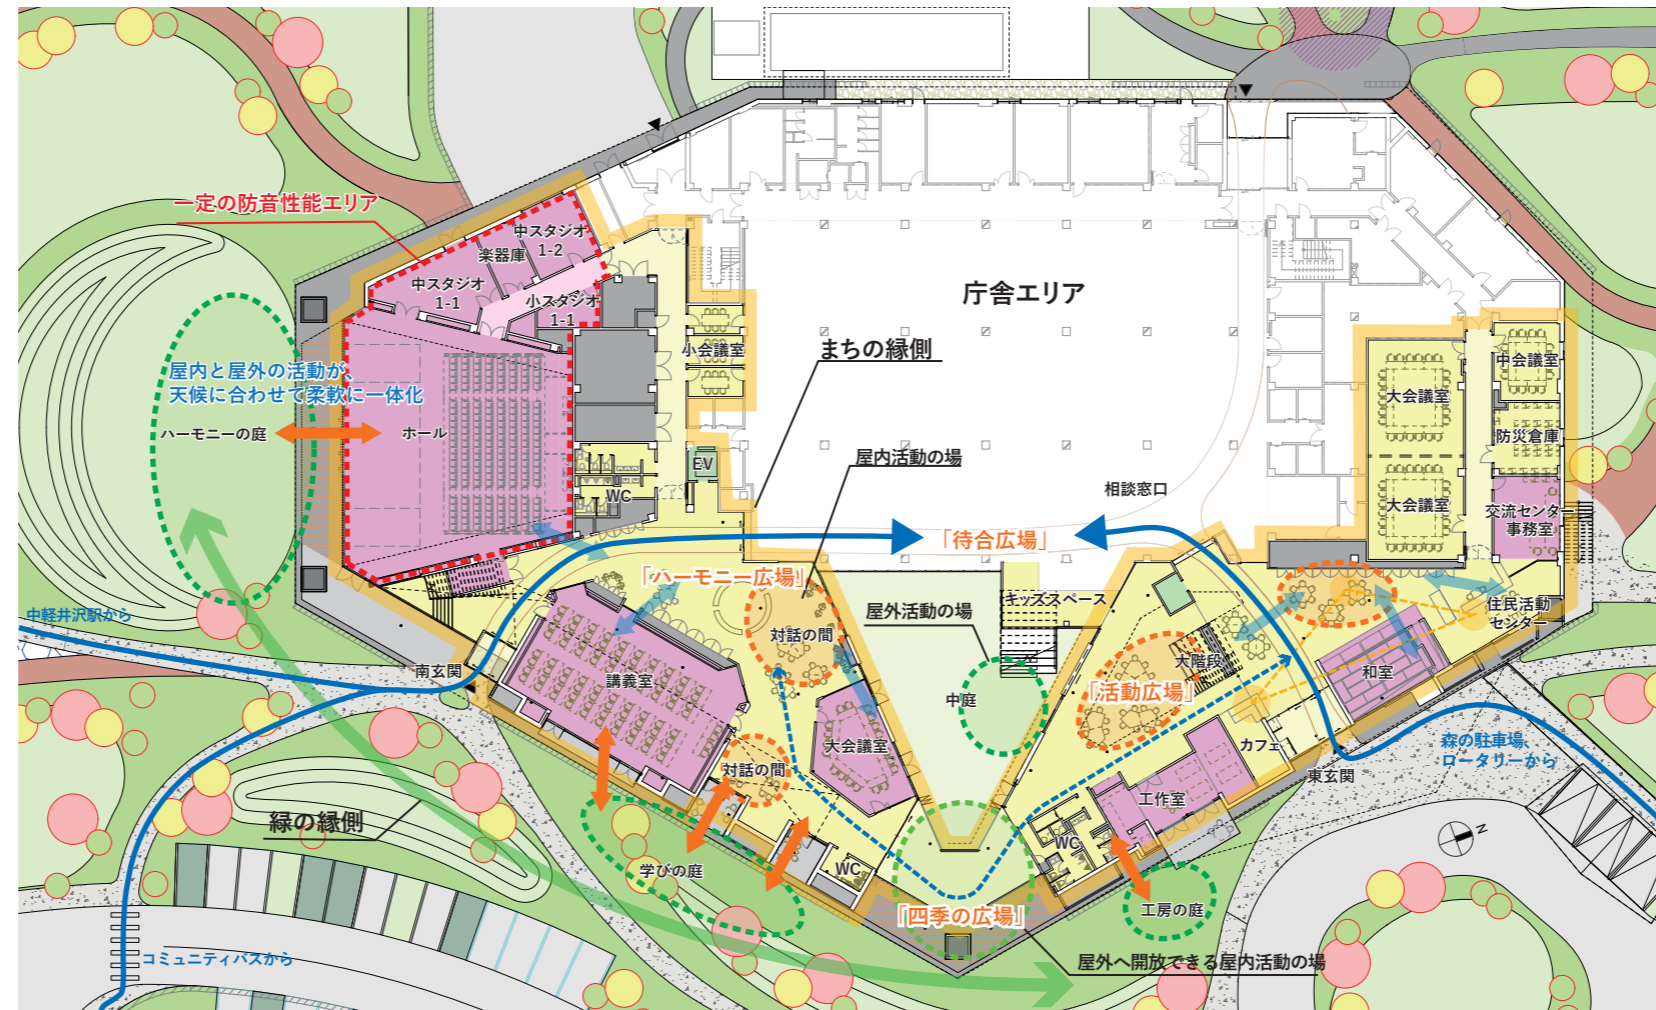 一定の防音性能エリア
中スタジオ
1-2
楽器庫
中スタジオ
1-1
小スタジオ
1-1
庁舎エリア
小会議室
まちの縁側
中会議室
大会議室
屋内と屋外の活動が、
天候に合わせて柔軟に一体化
ハーモニーの庭
ホール
防災倉庫
EV
屋内活動の場
WC
相談窓口
大会議室
交流センター
事務室
「待合広場」
「ハーモニー広場」
キッズスペース
住民活動
センター
中軽井沢駅から
屋外活動の場
対話の間
大階段
南玄関
講義室
和室
「活動広場」
中庭
大会議室
カフェ
森の駐車場、
ロータリーから
対話の間
東玄関
工作室
緑の縁側
N
WC
学びの庭
WC
「四季の広場」
工房の庭
コミュニティバスから
屋外へ開放できる屋内活動の場